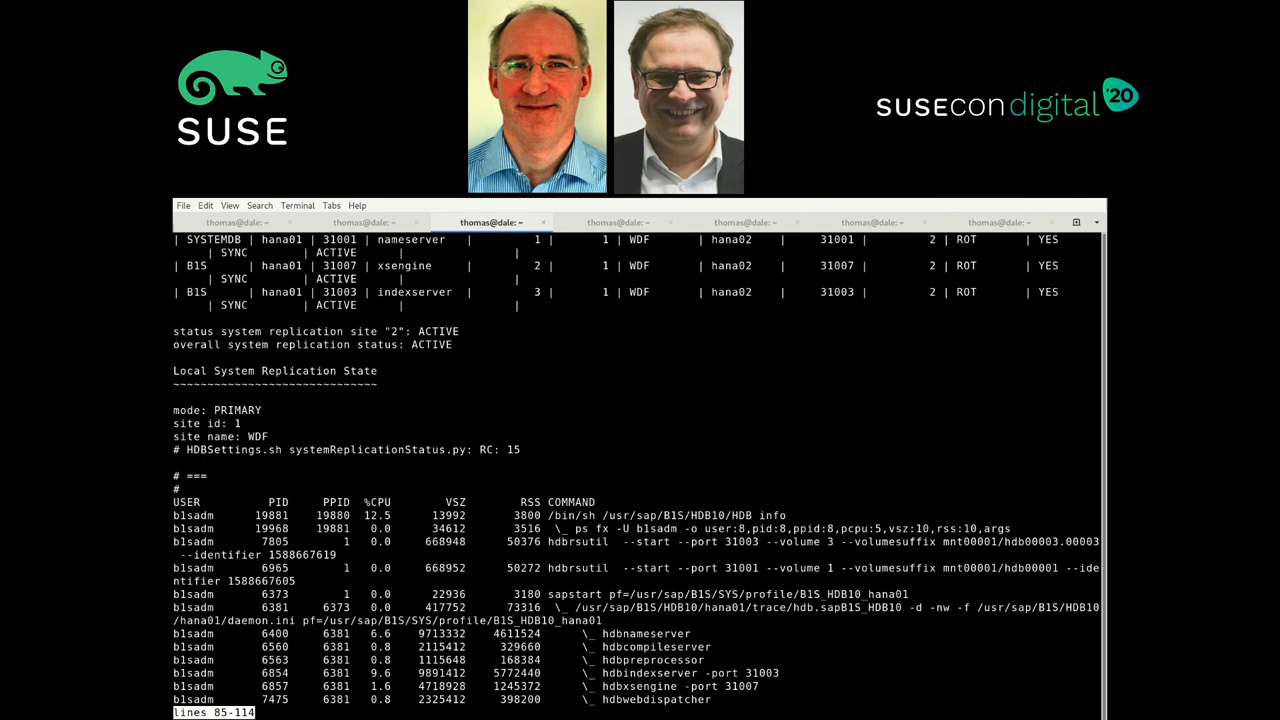 SUSE
SUSECON digital '20
File Edit View Search Terminal Tabs Help
thomas@dale: ~ × thomas@dale: ~ × thomas@dale: ~ × thomas@dale: ~ × thomas@dale: ~ × thomas@dale: ~ × thomas@dale: ~ ×
| SYSTEMDB | hana01 | 31001 | nameserver | 1 | 1 | WDF | hana02 | 31001 | 2 | ROT | YES
| SYNC | ACTIVE | |
| B1S | hana01 | 31007 | xsengine | 2 | 1 | WDF | hana02 | 31007 | 2 | ROT | YES
| SYNC | ACTIVE | |
| B1S | hana01 | 31003 | indexserver | 3 | 1 | WDF | hana02 | 31003 | 2 | ROT | YES
| SYNC | ACTIVE | |
status system replication site "2": ACTIVE
overall system replication status: ACTIVE
Local System Replication State
~~~~~~~~~~~~~~~~~~~~~~~~~~~~~~
mode: PRIMARY
site id: 1
site name: WDF
# HDBSettings.sh systemReplicationStatus.py: RC: 15
# ===
#
USER PID PPID %CPU VSZ RSS COMMAND
b1sadm 19881 19880 12.5 13992 3800 /bin/sh /usr/sap/B1S/HDB10/HDB info
b1sadm 19968 19881 0.0 34612 3516 \_ ps fx -U b1sadm -o user:8,pid:8,ppid:8,pcpu:5,vsz:10,rss:10,args
b1sadm 7805 1 0.0 668948 50376 hdbrsutil --start --port 31003 --volume 3 --volumesuffix mnt00001/hdb00003.00003
--identifier 1588667619
b1sadm 6965 1 0.0 668952 50272 hdbrsutil --start --port 31001 --volume 1 --volumesuffix mnt00001/hdb00001 --ide
ntifier 1588667605
b1sadm 6373 1 0.0 22936 3180 sapstart pf=/usr/sap/B1S/SYS/profile/B1S_HDB10_hana01
b1sadm 6381 6373 0.0 417752 73316 \_ /usr/sap/B1S/HDB10/hana01/trace/hdb.sapB1S_HDB10 -d -nw -f /usr/sap/B1S/HDB10
/hana01/daemon.ini pf=/usr/sap/B1S/SYS/profile/B1S_HDB10_hana01
b1sadm 6400 6381 6.6 9713332 4611524 \_ hdbnameserver
b1sadm 6560 6381 0.8 2115412 329660 \_ hdbcompileserver
b1sadm 6563 6381 0.8 1115648 168384 \_ hdbpreprocessor
b1sadm 6854 6381 9.6 9891412 5772440 \_ hdbindexserver -port 31003
b1sadm 6857 6381 1.6 4718928 1245372 \_ hdbxsengine -port 31007
b1sadm 7475 6381 0.8 2325412 398200 \_ hdbwebdispatcher
lines 85-114